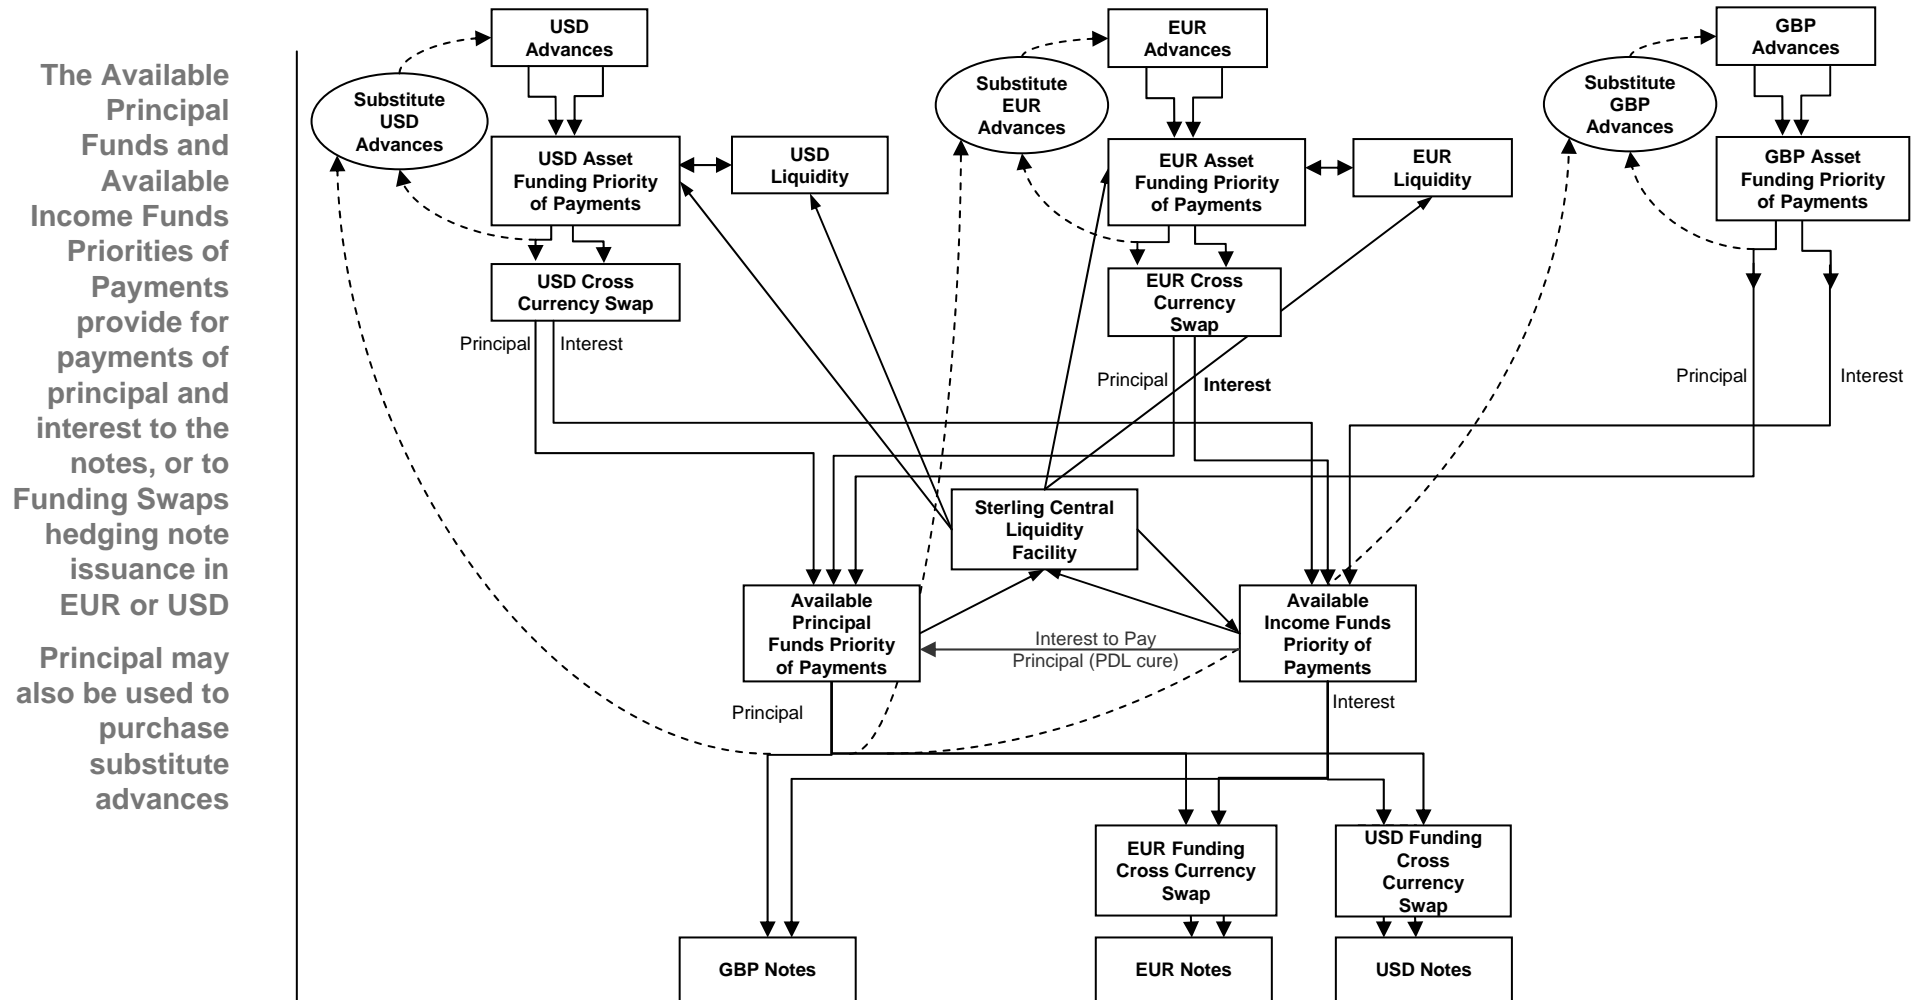 The Available
Principal
Funds and
Available
Income Funds
Priorities of
Payments
provide for
payments of
principal and
interest to the
notes, or to
Funding Swaps
hedging note
issuance in
EUR or USD
Principal may
also be used to
purchase
substitute
advances
USD
Advances
EUR
Advances
GBP
Advances
Substitute
USD
Advances
Substitute
EUR
Advances
Substitute
GBP
Advances
USD Asset
Funding Priority
of Payments
USD
Liquidity
EUR Asset
Funding Priority
of Payments
EUR
Liquidity
GBP Asset
Funding Priority
of Payments
USD Cross
Currency Swap
EUR Cross
Currency
Swap
Principal
Interest
Principal
Interest
Principal
Interest
Sterling Central
Liquidity
Facility
Available
Principal
Funds Priority
of Payments
Interest to Pay
Principal (PDL cure)
Available
Income Funds
Priority of
Payments
Principal
Interest
EUR Funding
Cross Currency
Swap
USD Funding
Cross
Currency
Swap
GBP Notes
EUR Notes
USD Notes